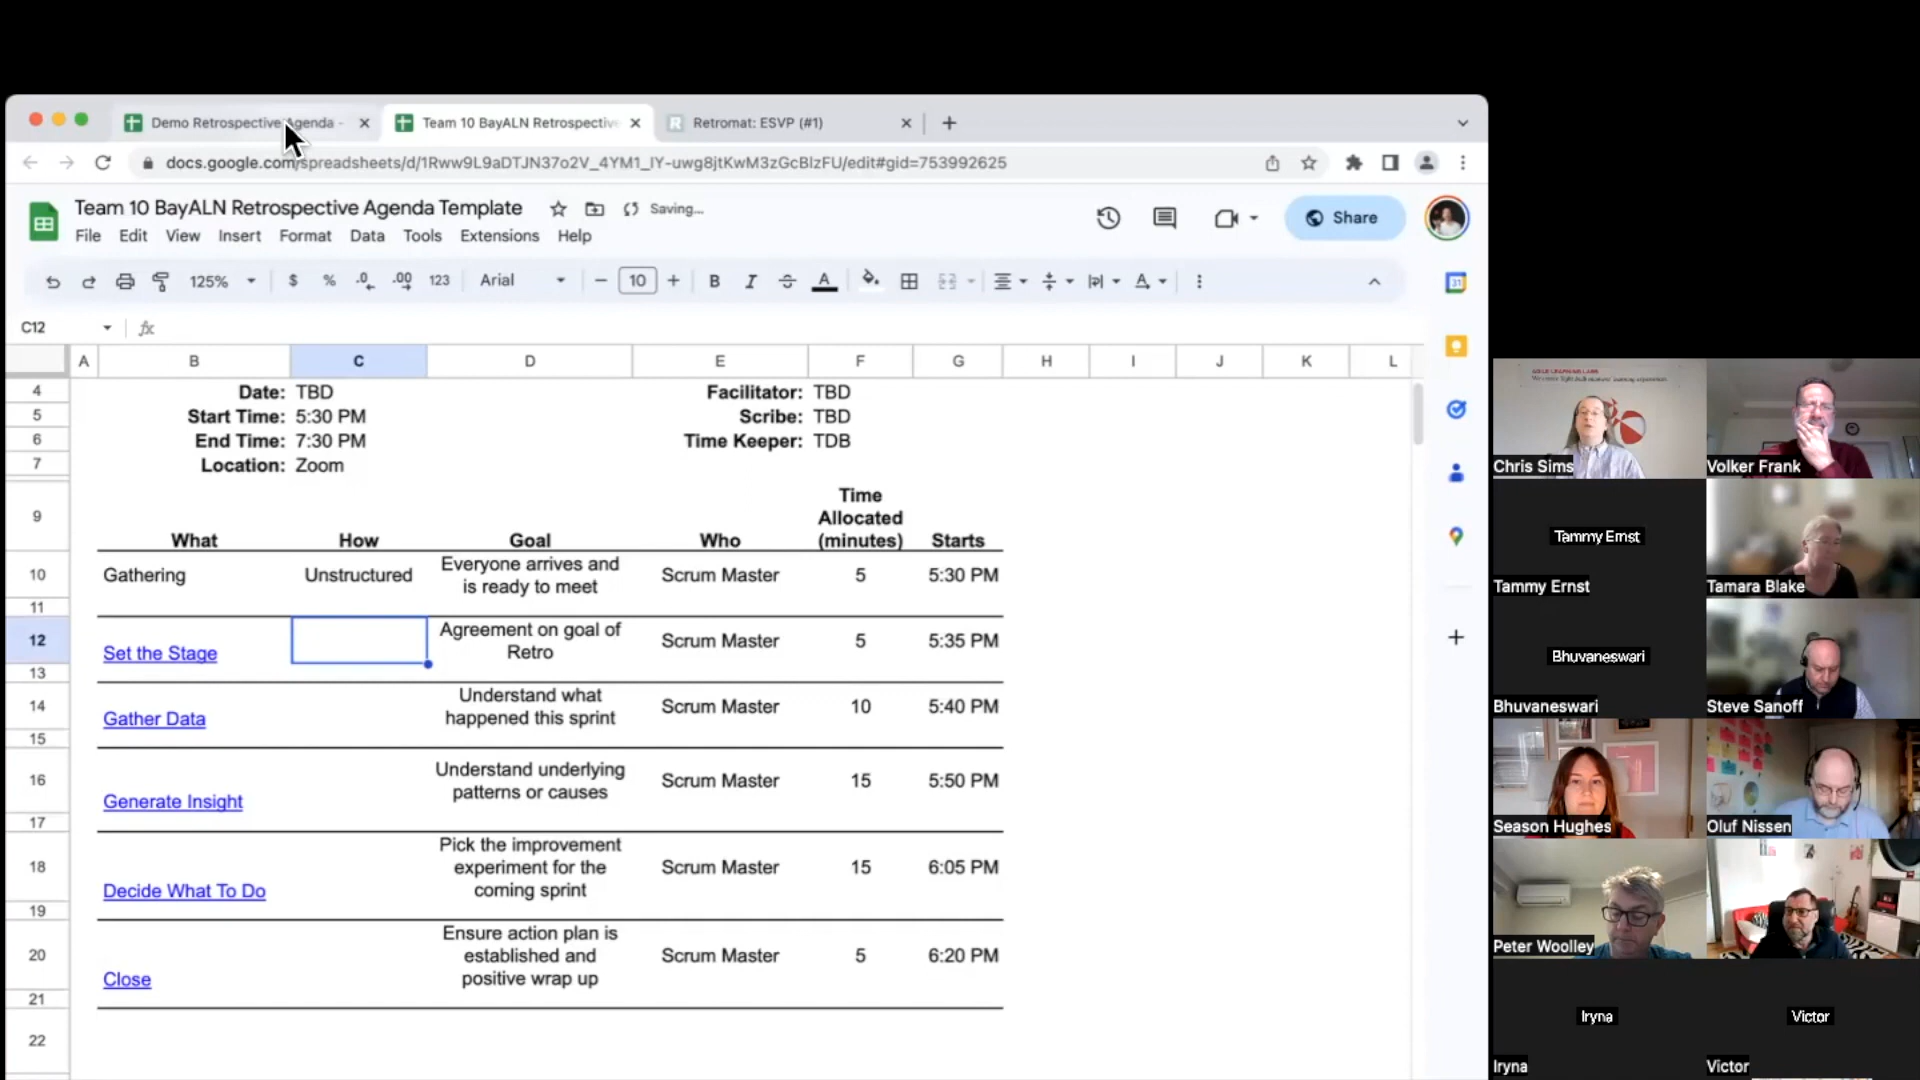 Demo Retrospective Agenda -
Team 10 BayALN Retrospective
Retromat: ESVP (#1)
docs.google.com/spreadsheets/d/1Rww9L9aDTJN37o2V_4YM1_IY-uwg8jtKwM3zGcBIzFU/edit#gid=753992625
Team 10 BayALN Retrospective Agenda Template
Saving...
Share
File Edit View Insert Format Data Tools Extensions Help
125% $ % .0 .00 123 Arial 10 B I A
31
C12 fx
A B C D E F G H I J K L
4 Date: TBD Facilitator: TBD
5 Start Time: 5:30 PM Scribe: TBD
6 End Time: 7:30 PM Time Keeper: TDB
7 Location: Zoom
9 What How Goal Who Time Allocated (minutes) Starts
10 Gathering Unstructured Everyone arrives and is ready to meet Scrum Master 5 5:30 PM
11
12 Set the Stage Agreement on goal of Retro Scrum Master 5 5:35 PM
13
14 Gather Data Understand what happened this sprint Scrum Master 10 5:40 PM
15
16 Generate Insight Understand underlying patterns or causes Scrum Master 15 5:50 PM
17
18 Decide What To Do Pick the improvement experiment for the coming sprint Scrum Master 15 6:05 PM
19
20 Close Ensure action plan is established and positive wrap up Scrum Master 5 6:20 PM
21
22
Chris Sims
Volker Frank
Tammy Ernst
Tammy Ernst
Tamara Blake
Bhuvaneswari
Bhuvaneswari
Steve Sanoff
Season Hughes
Oluf Nissen
Peter Woolley
Iryna
Victor
Iryna
Victor